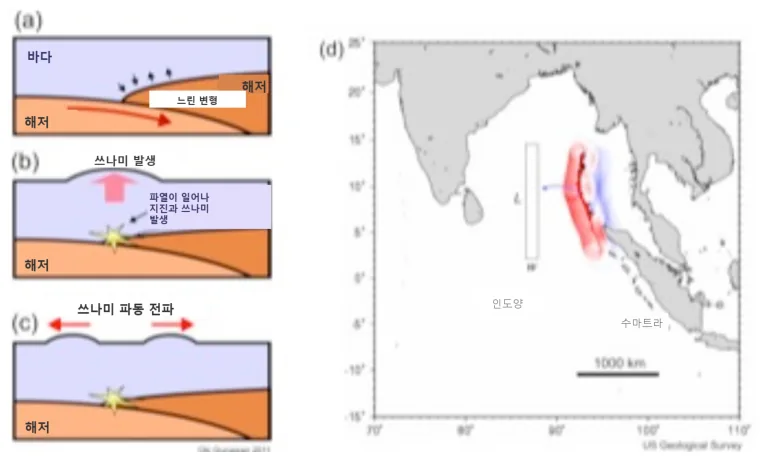 (a)
바다
해저
느린 변형
해저
(b)
쓰나미 발생
파열이 일어나
지진과 쓰나미
발생
해저
(c)
쓰나미 파동 전파
해저
(d)
25°
20°
15°
10°
5°
0°
-5°
-10°
-15°
70°
80°
90°
100°
110°
L
W
인도양
수마트라
1000 km
US Geological Survey